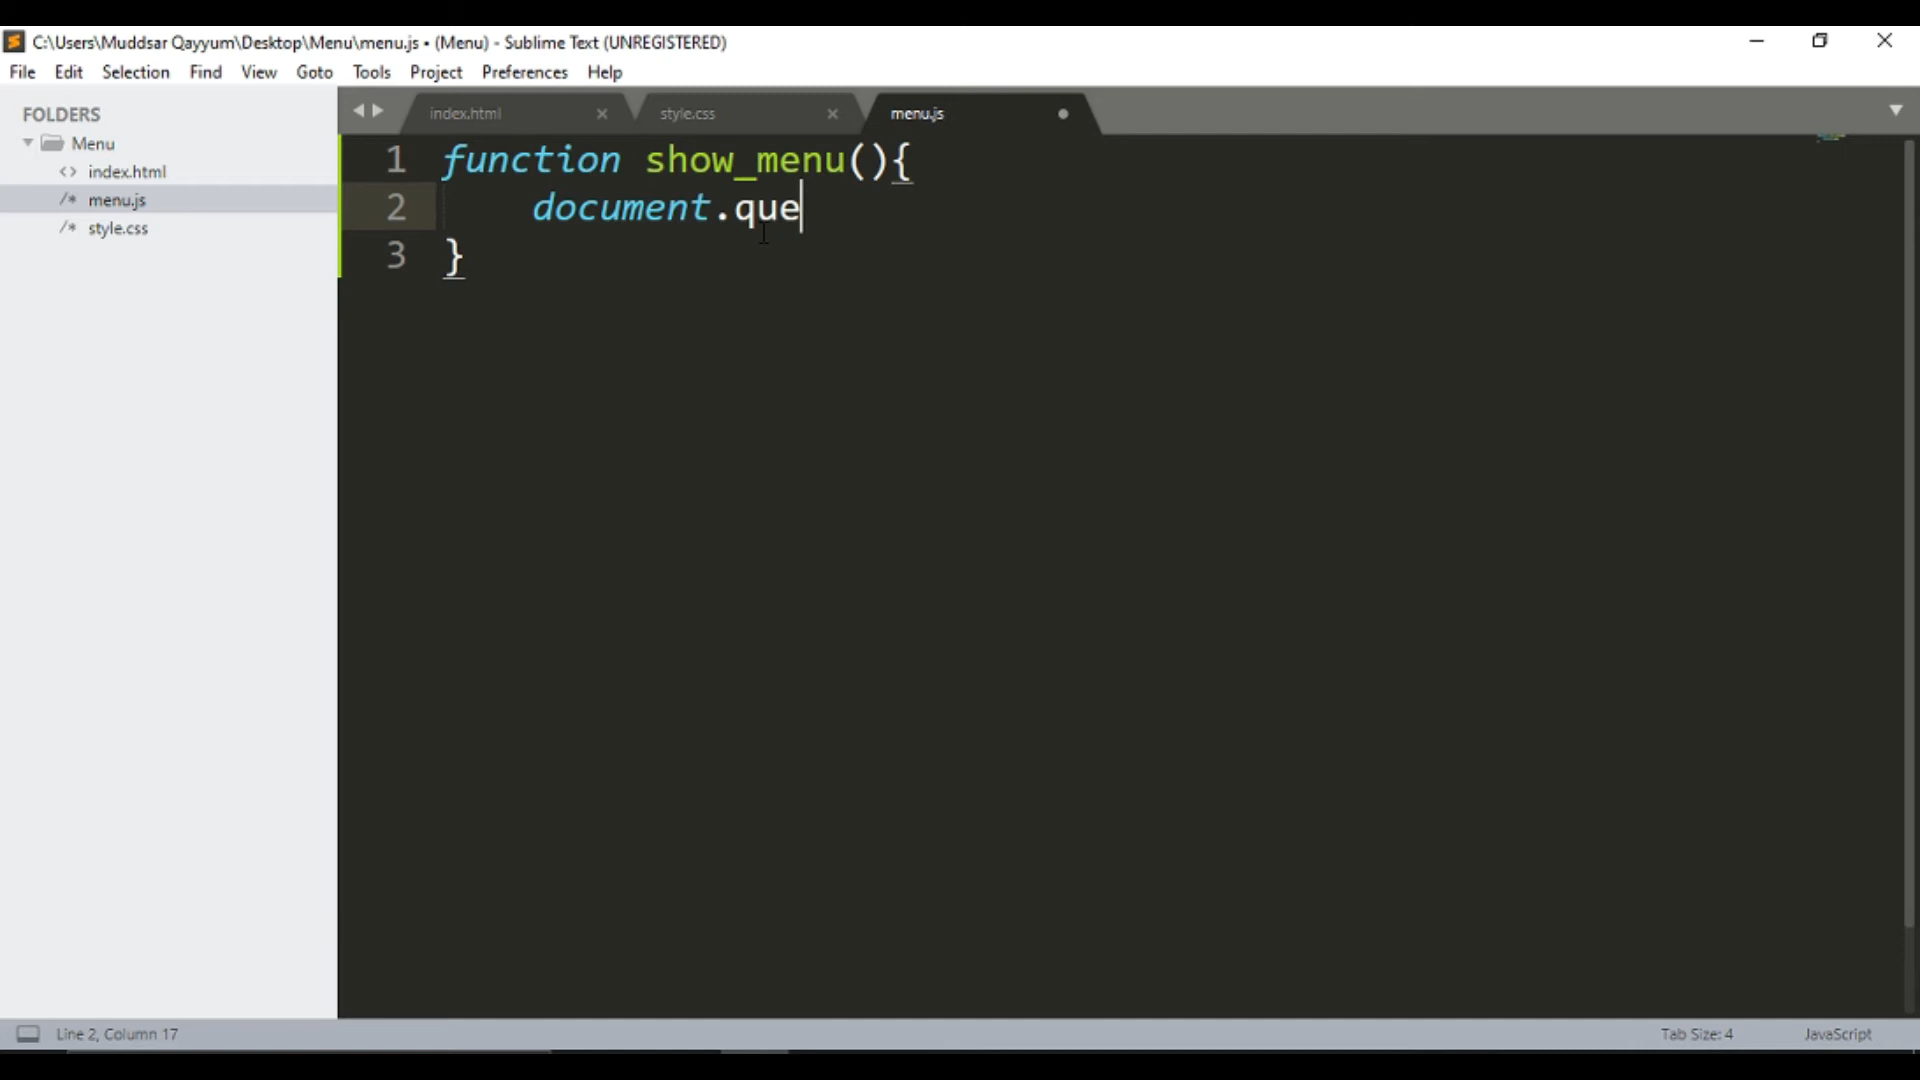 C:\Users\Muddsar Qayyum\Desktop\Menu\menu.js • (Menu) - Sublime Text (UNREGISTERED)
File Edit Selection Find View Goto Tools Project Preferences Help
FOLDERS
Menu
<> index.html
/* menu.js
/* style.css
index.html × style.css × menu.js
1 function show_menu(){
2 document.que
3 }
Line 2, Column 17 Tab Size: 4 JavaScript